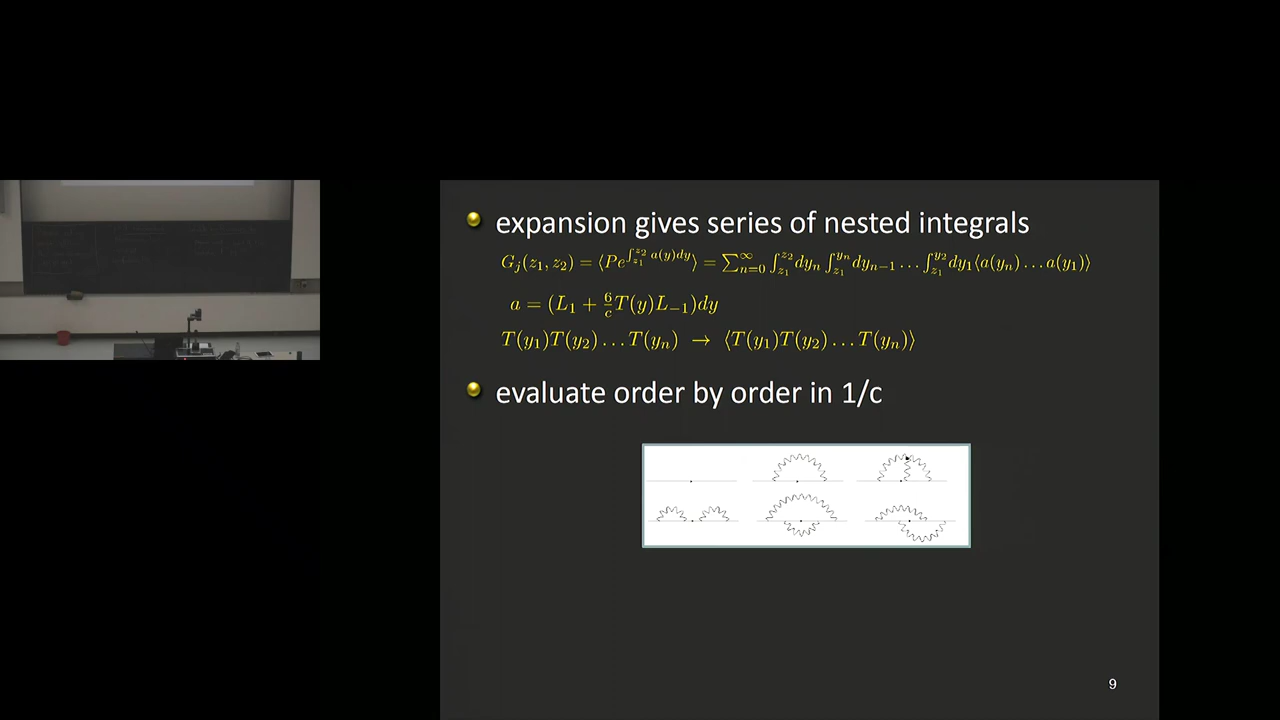 expansion gives series of nested integrals
G_j(z_1, z_2) = ⟨Pe^{∫_{z_1}^{z_2} a(y)dy}⟩ = ∑_{n=0}^{∞} ∫_{z_1}^{z_2} dy_n ∫_{z_1}^{y_n} dy_{n−1} … ∫_{z_1}^{y_2} dy_1⟨a(y_n) … a(y_1)⟩
a = (L_1 + \frac{6}{c}T(y)L_{−1})dy
T(y_1)T(y_2) … T(y_n) → ⟨T(y_1)T(y_2) … T(y_n)⟩
evaluate order by order in 1/c
9